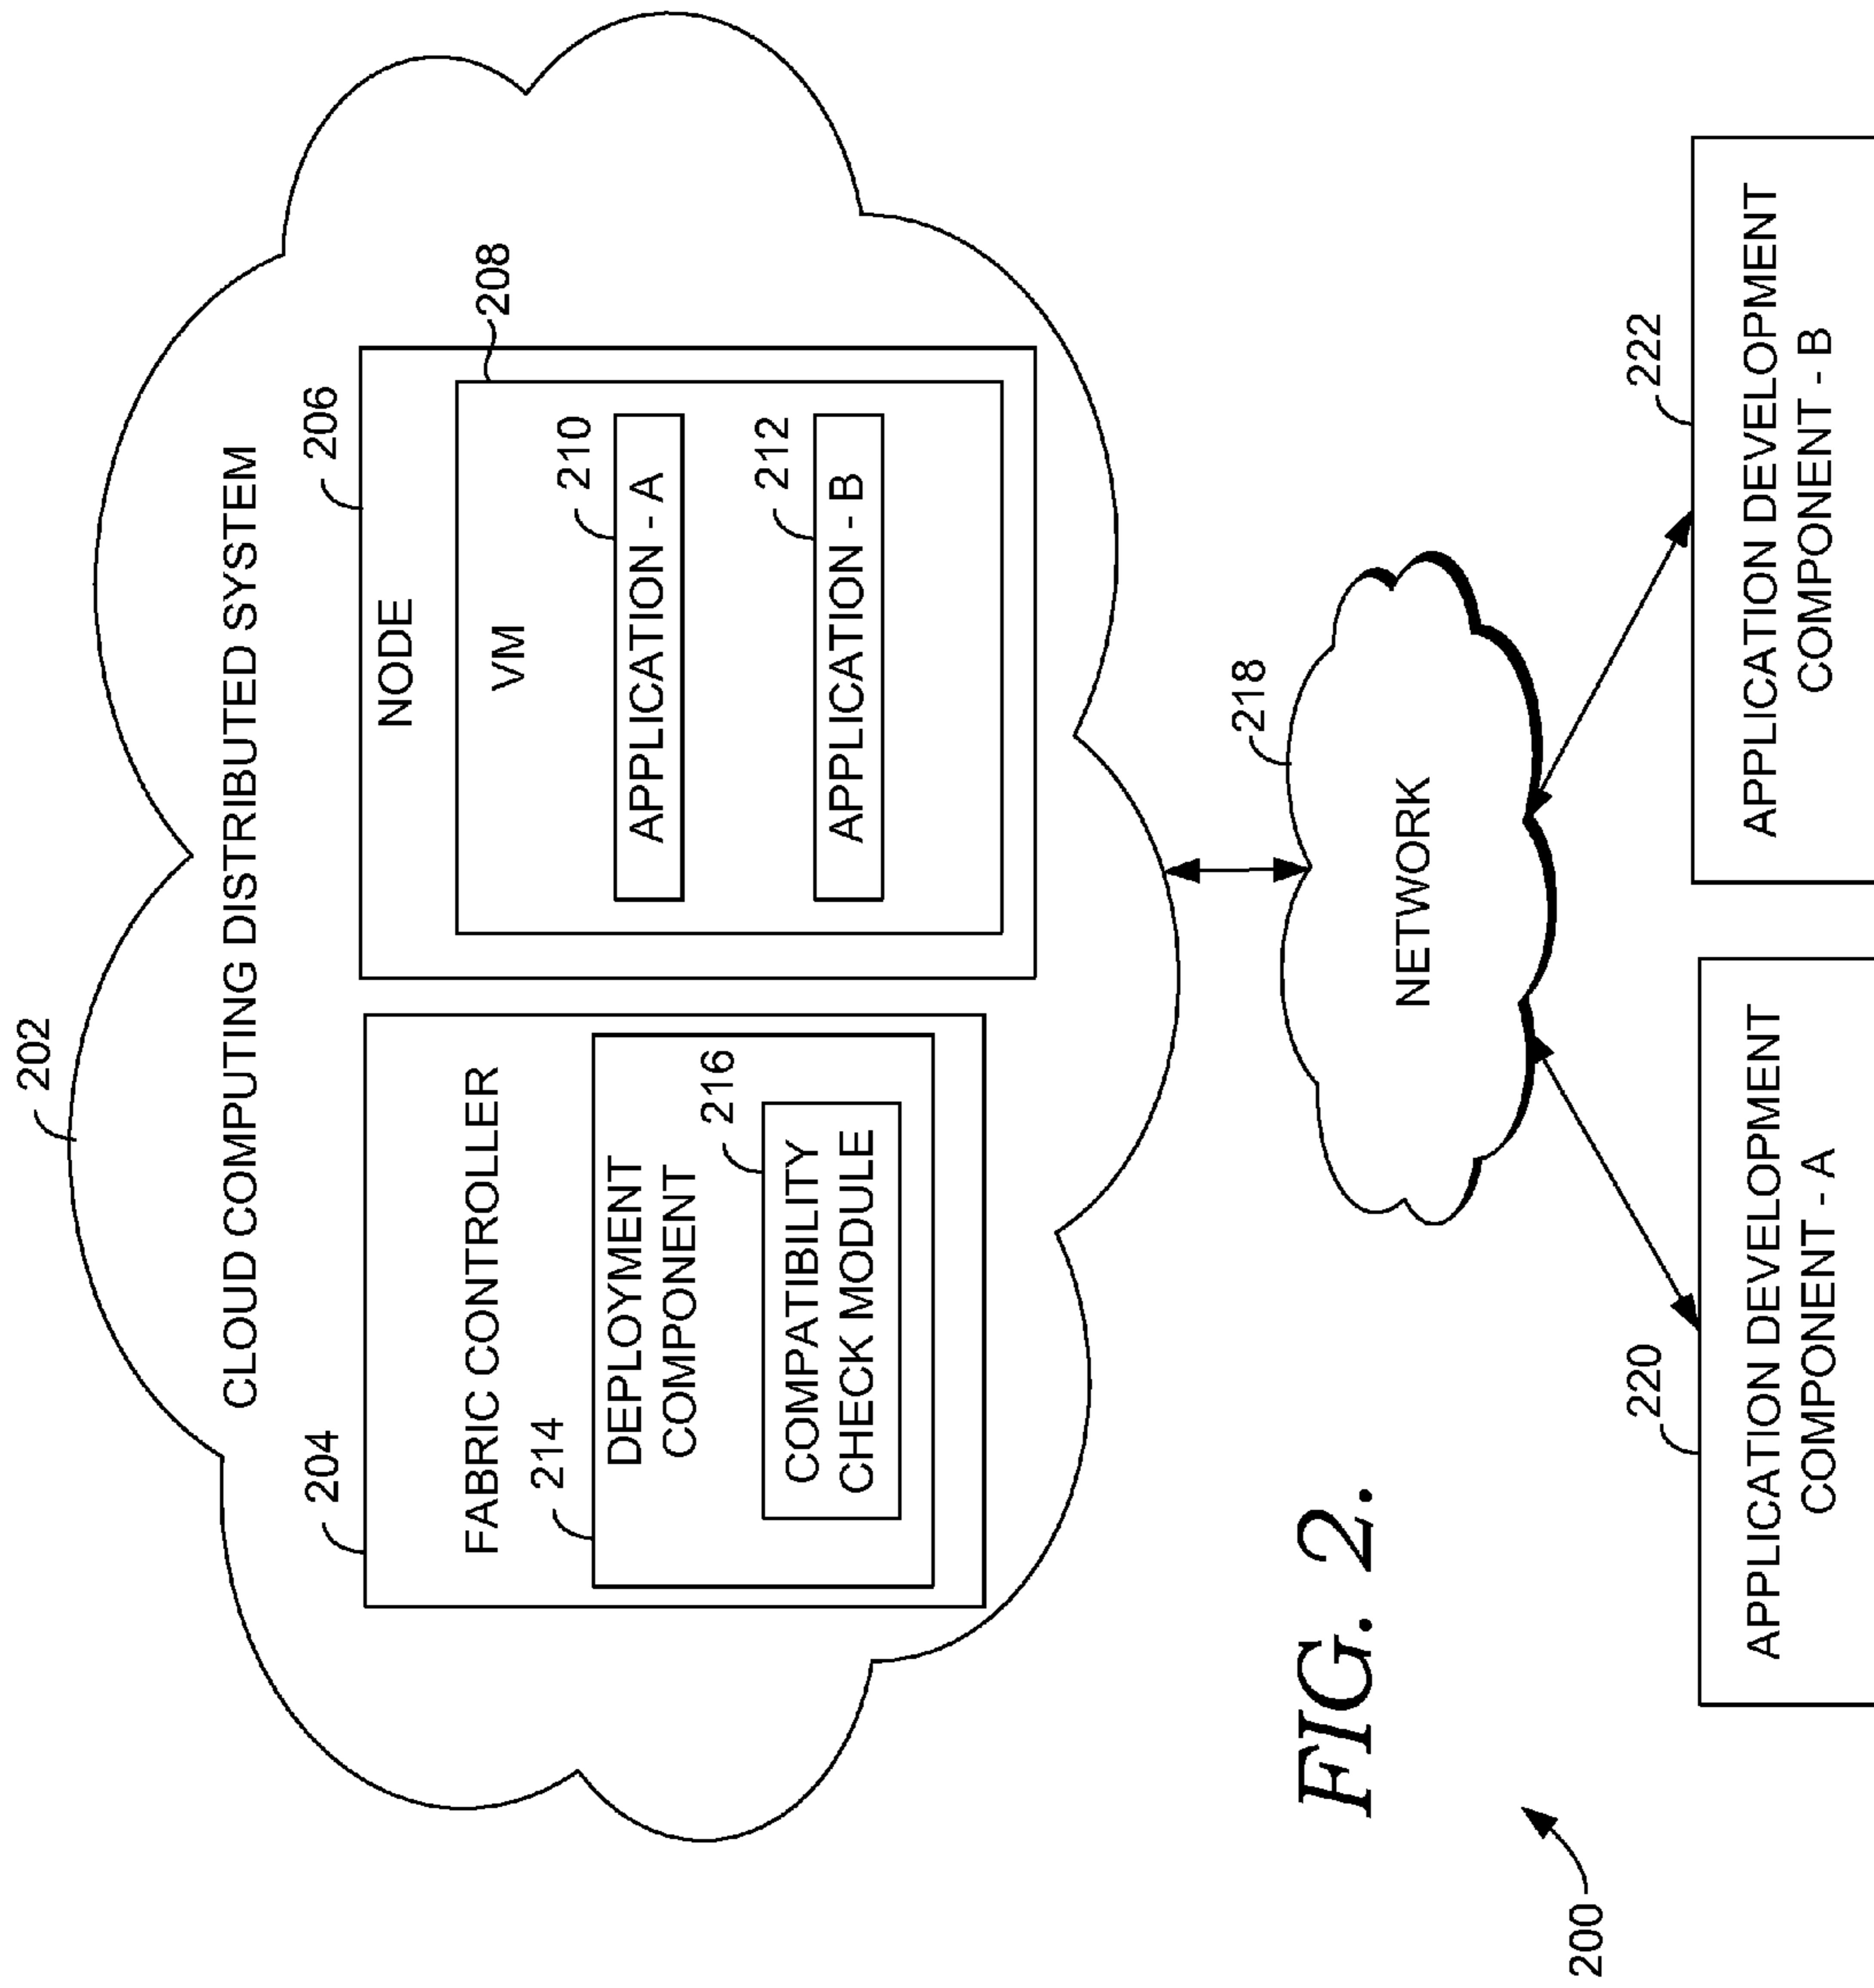 202
CLOUD COMPUTING DISTRIBUTED SYSTEM
204
FABRIC CONTROLLER
214
DEPLOYMENT
COMPONENT
216
COMPATIBILITY
CHECK MODULE
206
NODE
208
VM
210
APPLICATION - A
212
APPLICATION - B
218
NETWORK
220
APPLICATION DEVELOPMENT
COMPONENT - A
222
APPLICATION DEVELOPMENT
COMPONENT - B
200
FIG. 2.